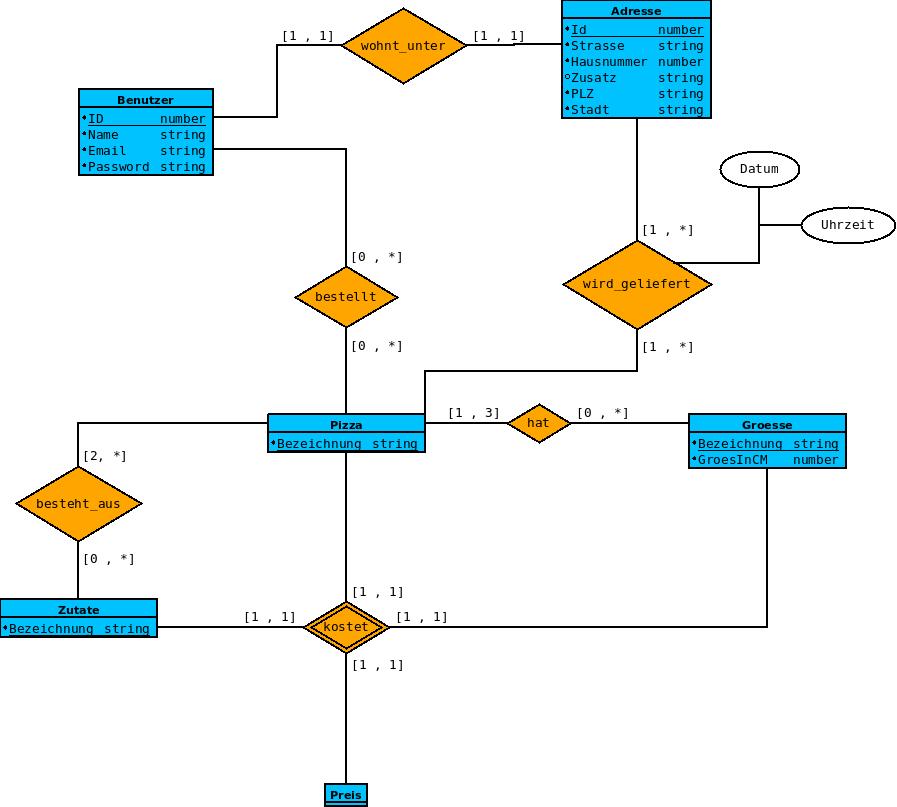 Adresse
Id number
Strasse string
Hausnummer number
Zusatz string
PLZ string
Stadt string
[1 , 1]
wohnt_unter
[1 , 1]
Benutzer
ID number
Name string
Email string
Password string
Datum
Uhrzeit
[1 , *]
wird_geliefert
[1 , *]
[0 , *]
bestellt
[0 , *]
Pizza
Bezeichnung string
[1 , 3]
hat
[0 , *]
Groesse
Bezeichnung string
GroesInCM number
[2, *]
besteht_aus
[0 , *]
Zutate
Bezeichnung string
[1 , 1]
[1 , 1]
kostet
[1 , 1]
[1 , 1]
Preis